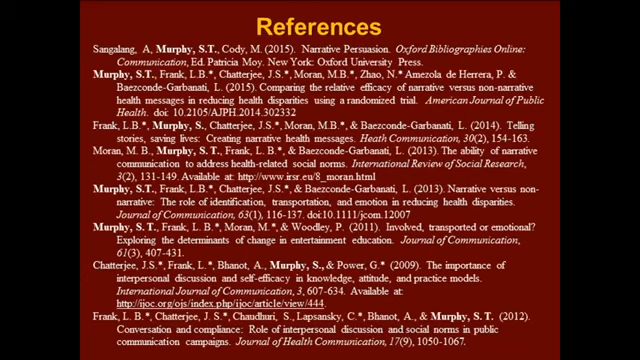 References
Sangalang, A, Murphy, S.T., Cody, M. (2015). Narrative Persuasion. Oxford Bibliographies Online:
Communication, Ed. Patricia Moy. New York: Oxford University Press.
Murphy, S.T., Frank, L.B.*, Chatterjee, J.S.*, Moran, M.B.*, Zhao, N.* Amezola de Herrera, P. &
Baezconde-Garbanati, L. (2015). Comparing the relative efficacy of narrative versus non-narrative
health messages in reducing health disparities using a randomized trial. American Journal of Public
Health. doi: 10.2105/AJPH.2014.302332
Frank, L.B.*, Murphy, S., Chatterjee, J.S.*, Moran, M.B.*, & Baezconde-Garbanati, L. (2014). Telling
stories, saving lives: Creating narrative health messages. Heath Communication, 30(2), 154-163.
Moran, M. B., Murphy, S. T., Frank, L. B.*, & Baezconde-Garbanati, L. (2013). The ability of narrative
communication to address health-related social norms. International Review of Social Research,
3(2), 131-149. Available at: http://www.irsr.eu/8_moran.html
Murphy, S.T., Frank, L.B.*, Chatterjee, J.S.*, & Baezconde-Garbanati, L. (2013). Narrative versus non-
narrative: The role of identification, transportation, and emotion in reducing health disparities.
Journal of Communication, 63(1), 116-137. doi:10.1111/jcom.12007
Murphy, S. T., Frank, L. B.*, Moran, M.*, & Woodley, P. (2011). Involved, transported or emotional?
Exploring the determinants of change in entertainment education. Journal of Communication,
61(3), 407-431.
Chatterjee, J.S.*, Frank, L.*, Bhanot, A., Murphy, S., & Power, G.* (2009). The importance of
interpersonal discussion and self-efficacy in knowledge, attitude, and practice models.
International Journal of Communication, 3, 607-634. Available at:
http://ijoc.org/ojs/index.php/ijoc/article/view/444.
Frank, L. B.*, Chatterjee, J. S.*, Chaudhuri, S., Lapsansky, C.*, Bhanot, A., & Murphy, S. T. (2012).
Conversation and compliance: Role of interpersonal discussion and social norms in public
communication campaigns. Journal of Health Communication, 17(9), 1050-1067.